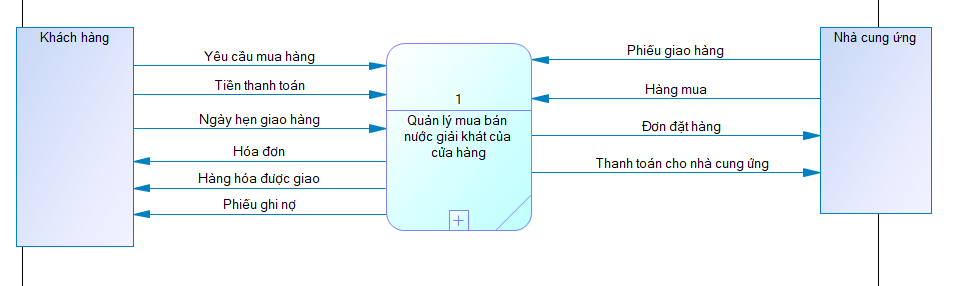 Khách hàng
Yêu cầu mua hàng
Tiền thanh toán
Ngày hẹn giao hàng
Hóa đơn
Hàng hóa được giao
Phiếu ghi nợ
1
Quản lý mua bán
nước giải khát của
cửa hàng
Phiếu giao hàng
Hàng mua
Đơn đặt hàng
Thanh toán cho nhà cung ứng
Nhà cung ứng